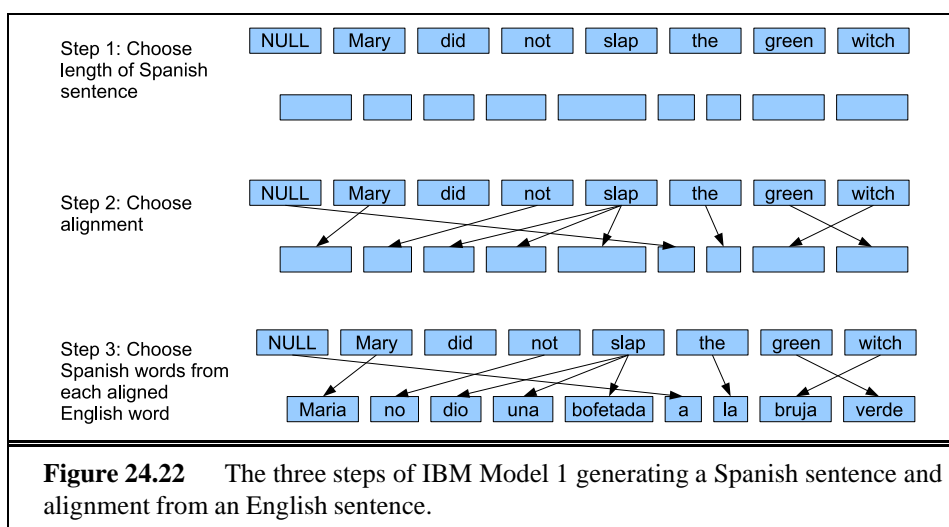 Step 1: Choose
length of Spanish
sentence
NULL Mary did not slap the green witch
Step 2: Choose
alignment
NULL Mary did not slap the green witch
Step 3: Choose
Spanish words from
each aligned
English word
NULL Mary did not slap the green witch
Maria no dio una bofetada a la bruja verde
Figure 24.22 The three steps of IBM Model 1 generating a Spanish sentence and
alignment from an English sentence.